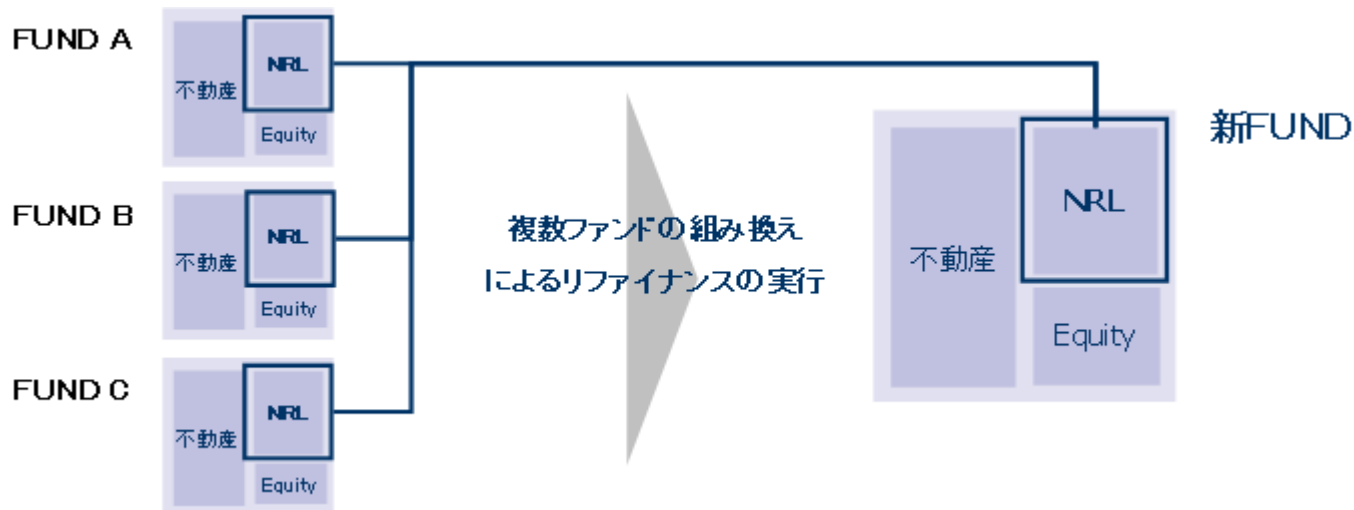 FUND A
不動産
NRL
Equity
FUND B
不動産
NRL
Equity
FUND C
不動産
NRL
Equity
複数ファンドの組み換え
によるリファイナンスの実行
新FUND
不動産
NRL
Equity